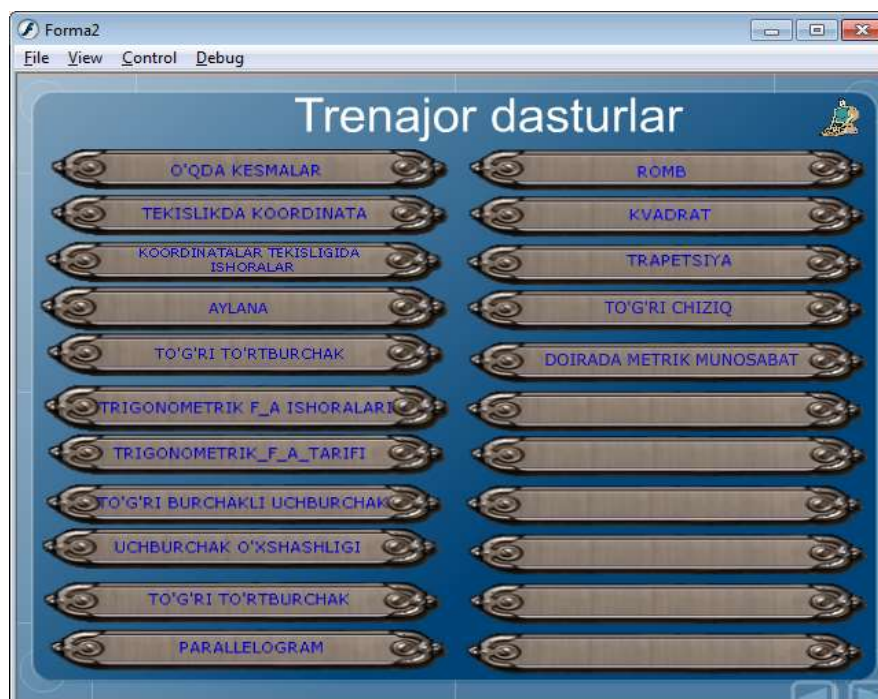 Forma2
File View Control Debug
Trenajor dasturlar
O'QDA KESMALAR
TEKISLIKDA KOORDINATA
KOORDINATALAR TEKISLIGIDA
ISHORALAR
AYLANA
TO'G'RI TO'RTBURCHAK
TRIGONOMETRIK F_A ISHORALARI
TRIGONOMETRIK_F_A_TARIFI
TO'G'RI BURCHAKLI UCHBURCHAK
UCHBURCHAK O'XSHASHLIGI
TO'G'RI TO'RTBURCHAK
PARALLELOGRAM
ROMB
KVADRAT
TRAPETSIYA
TO'G'RI CHIZIQ
DOIRADA METRIK MUNOSABAT